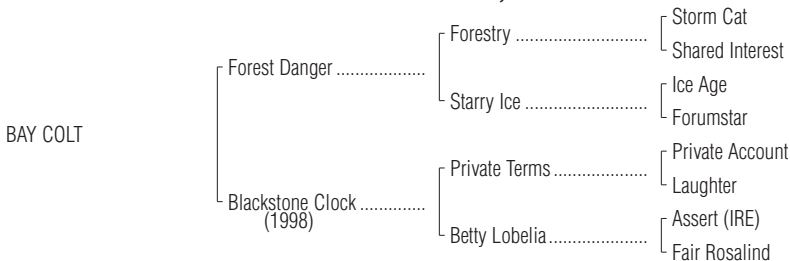 Storm Cat
Forestry ............................
Shared Interest
Forest Danger ...................
Ice Age
Starry Ice ..........................
Forumstar
BAY COLT
Private Account
Private Terms ....................
Laughter
Blackstone Clock ..............
(1998)
Assert (IRE)
Betty Lobelia .....................
Fair Rosalind